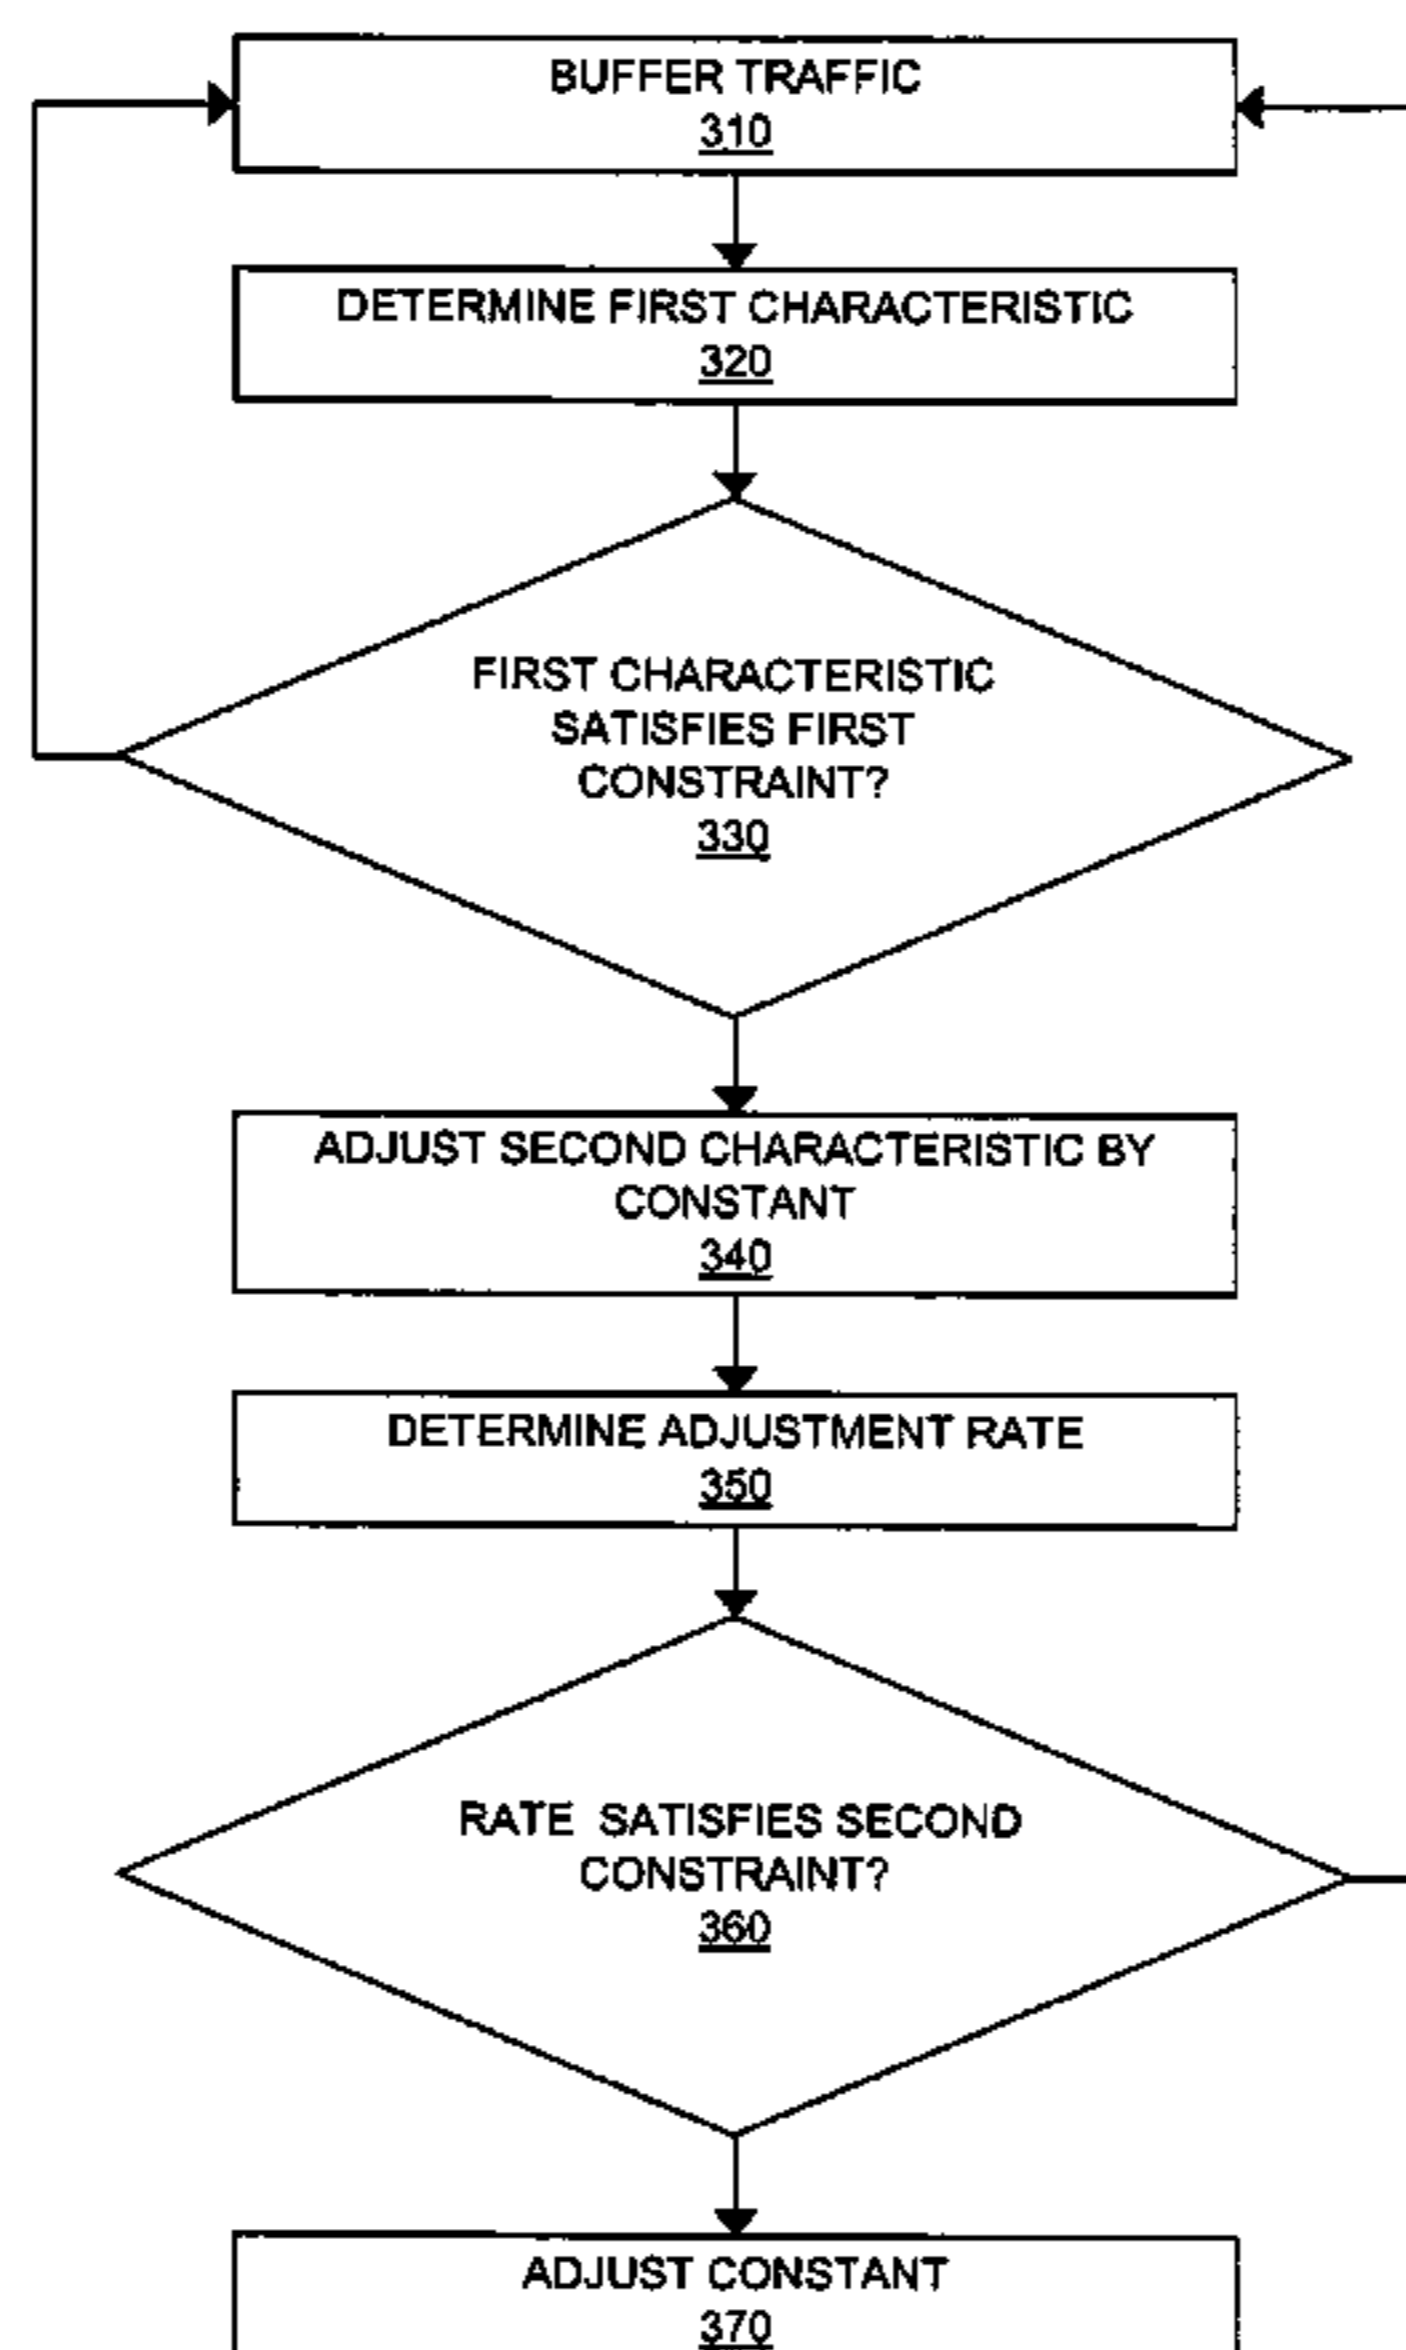 BUFFER TRAFFIC
310
DETERMINE FIRST CHARACTERISTIC
320
FIRST CHARACTERISTIC
SATISFIES FIRST
CONSTRAINT?
330
ADJUST SECOND CHARACTERISTIC BY
CONSTANT
340
DETERMINE ADJUSTMENT RATE
350
RATE SATISFIES SECOND
CONSTRAINT?
360
ADJUST CONSTANT
370